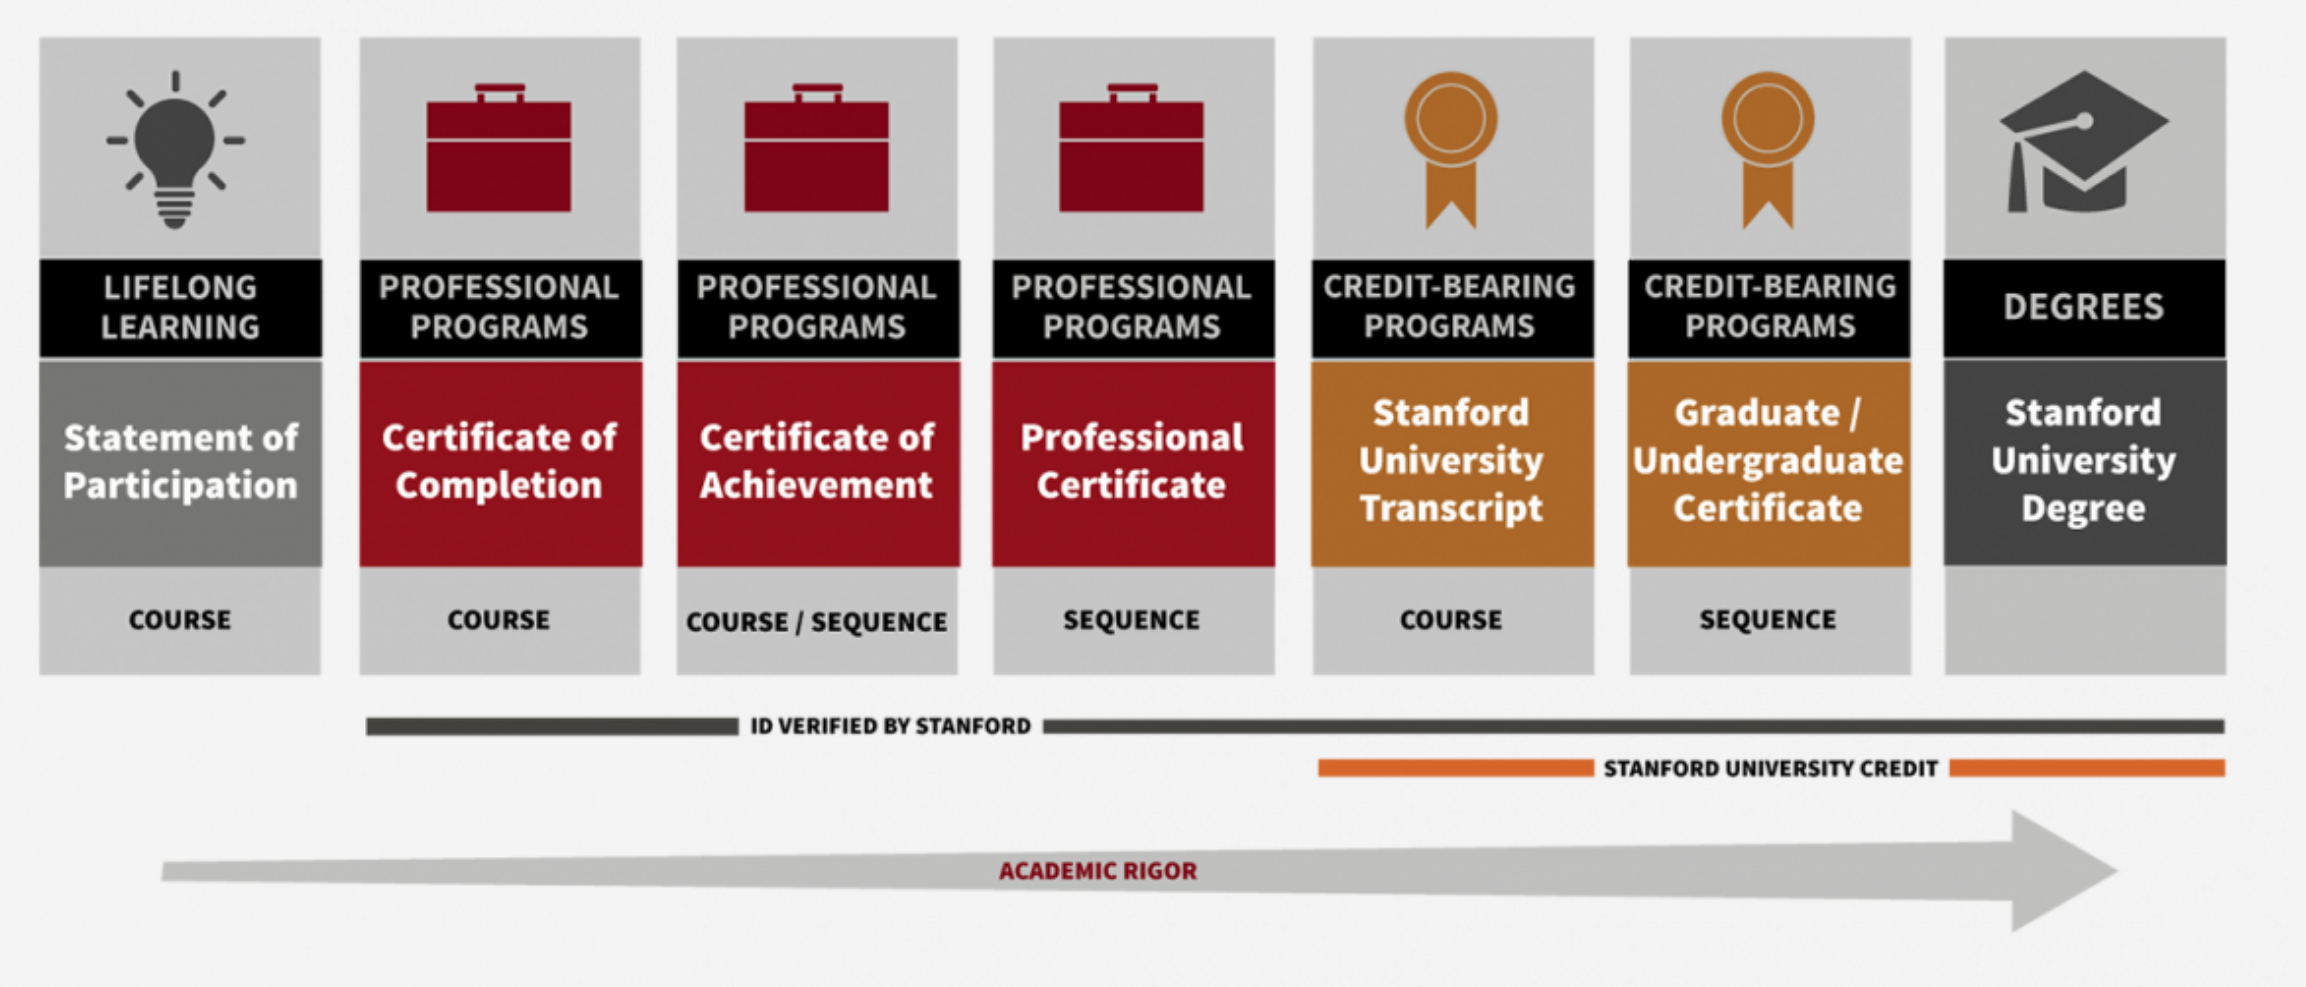 LIFELONG
LEARNING
PROFESSIONAL
PROGRAMS
PROFESSIONAL
PROGRAMS
PROFESSIONAL
PROGRAMS
CREDIT-BEARING
PROGRAMS
CREDIT-BEARING
PROGRAMS
DEGREES
Statement of
Participation
Certificate of
Completion
Certificate of
Achievement
Professional
Certificate
Stanford
University
Transcript
Graduate /
Undergraduate
Certificate
Stanford
University
Degree
COURSE
COURSE
COURSE / SEQUENCE
SEQUENCE
COURSE
SEQUENCE
ID VERIFIED BY STANFORD
STANFORD UNIVERSITY CREDIT
ACADEMIC RIGOR